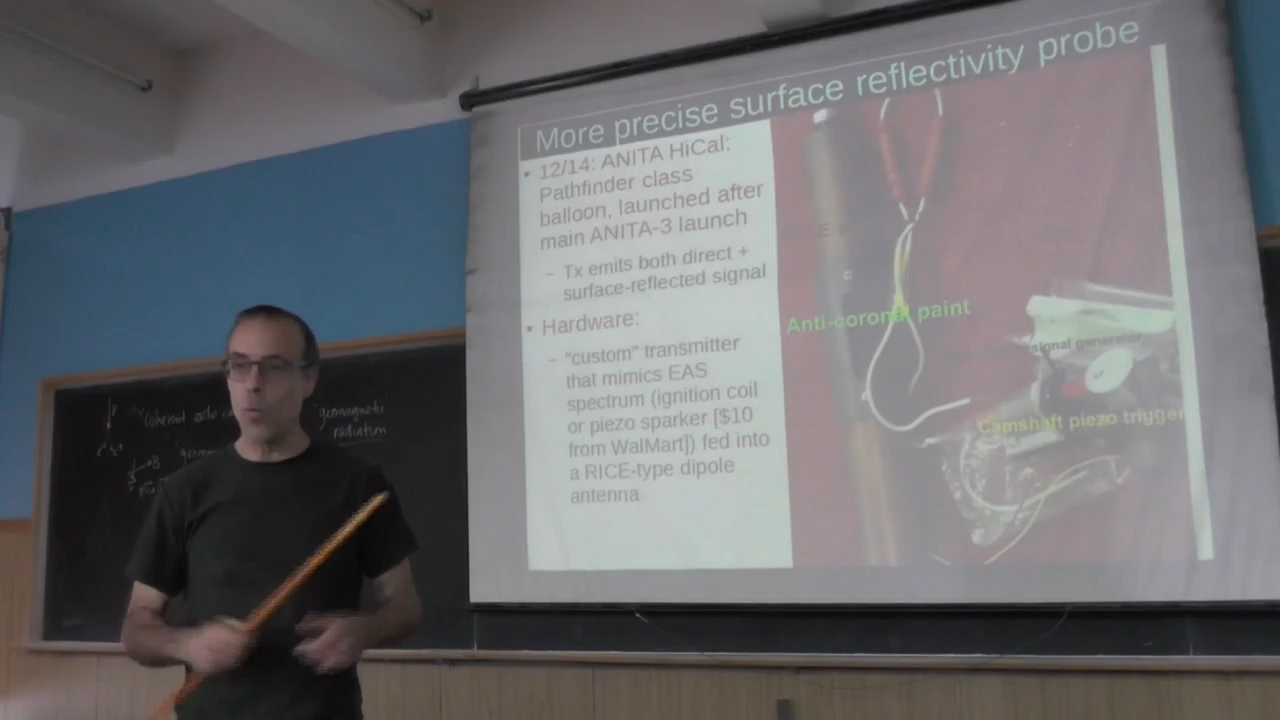 More precise surface reflectivity probe
• 12/14: ANITA HiCal:
Pathfinder class
balloon, launched after
main ANITA-3 launch
– Tx emits both direct +
surface-reflected signal
• Hardware:
– "custom" transmitter
that mimics EAS
spectrum (ignition coil
or piezo sparker [$10
from WalMart]) fed into
a RICE-type dipole
antenna
Anti-corona paint
signal generator
Camshaft piezo trigger
coherent
geomagnetic
radiation